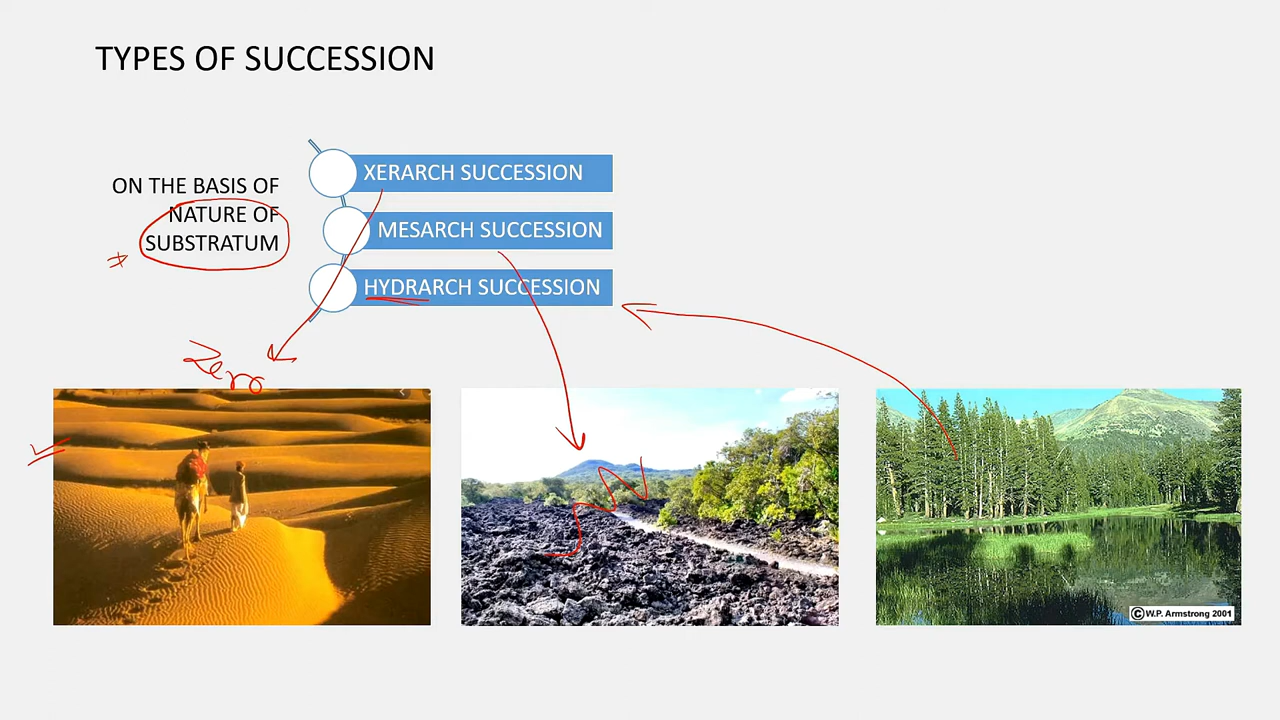 TYPES OF SUCCESSION
ON THE BASIS OF
NATURE OF
SUBSTRATUM
XERARCH SUCCESSION
MESARCH SUCCESSION
HYDRARCH SUCCESSION
Zero
©W.P. Armstrong 2001